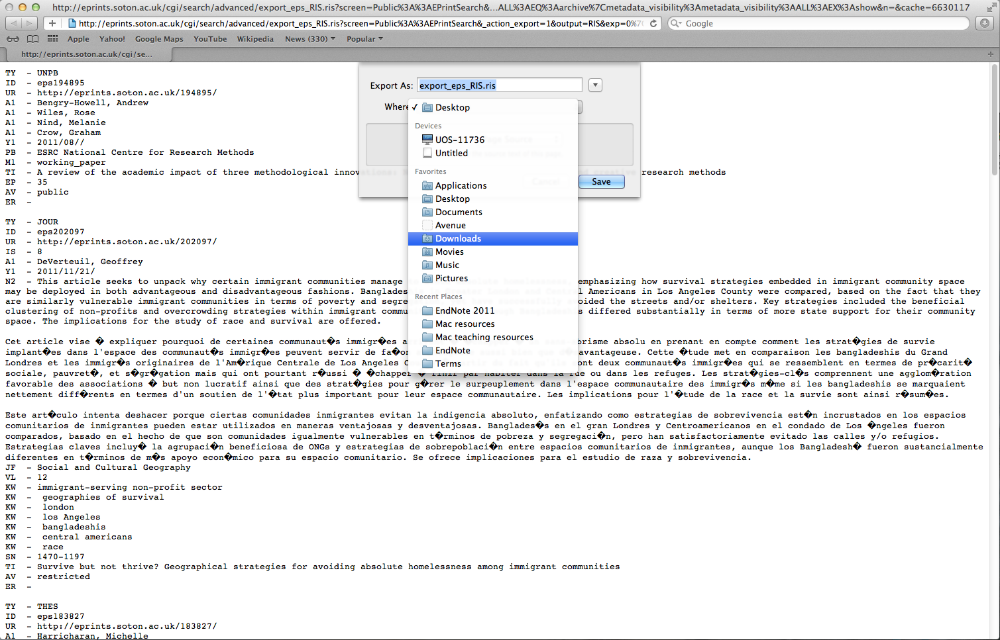 http://eprints.soton.ac.uk/cgi/search/advanced/export_eps_RIS.ris?screen=Public%3A%3AEPrintSearch&...ALL%3AEQ%3Aarchive%7Cmetadata_visibility%3Ametadata_visibility%3AALL%3AEX%3Ashow&n=&cache=6630117
http://eprints.soton.ac.uk/cgi/search/advanced/export_eps_RIS.ris?screen=Public%3A%3AEPrintSearch&_action_export=1&output=RIS&exp=0%7
Google
Apple Yahoo! Google Maps YouTube Wikipedia News (330) Popular
http://eprints.soton.ac.uk/cgi/se...
TY - UNPB
ID - eps194895
UR - http://eprints.soton.ac.uk/194895/
A1 - Bengry-Howell, Andrew
A1 - Wiles, Rose
A1 - Nind, Melanie
A1 - Crow, Graham
Y1 - 2011/08//
PB - ESRC National Centre for Research Methods
M1 - working_paper
TI - A review of the academic impact of three methodological research methods
EP - 35
AV - public
ER -
Export As: export_eps_RIS.ris
Where
✓ Desktop
Devices
UOS-11736
Untitled
Favorites
Applications
Desktop
Documents
Avenue
Downloads
Movies
Music
Pictures
Recent Places
EndNote 2011
Mac resources
Mac teaching resources
EndNote
Terms
Cancel
Save
TY - JOUR
ID - eps202097
UR - http://eprints.soton.ac.uk/202097/
IS - 8
A1 - DeVerteuil, Geoffrey
Y1 - 2011/11/21/
N2 - This article seeks to unpack why certain immigrant communities manage emphasizing how survival strategies embedded in immigrant community space
may be deployed in both advantageous and disadvantageous fashions. Americans in Los Angeles County were compared, based on the fact that they
are similarly vulnerable immigrant communities in terms of poverty and the streets and/or shelters. Key strategies included the beneficial
clustering of non-profits and overcrowding strategies within immigrant differed substantially in terms of more state support for their community
space. The implications for the study of race and survival are offered.
Cet article vise � expliquer pourquoi de certaines communaut�s immigr�es absolu en prenant en compte comment les strat�gies de survie
implant�es dans l'espace des communaut�s immigr�es peuvent servir de Cette �tude met en comparaison les bangladeshis du Grand
Londres et les immigr�s originaires de l'Am�rique Centrale de Los Angeles deux communaut�s immigr�es qui se ressemblent en termes de pr�carit�
sociale, pauvret�, et s�gr�gation mais qui ont pourtant r�ussi � �chapper � finir par habiter dans la rue ou dans les refuges. Les strat�gies-cl�s comprennent une agglom�ration
favorable des associations � but non lucratif ainsi que des strat�gies pour g�rer le surpeuplement dans l'espace communautaire des immigr�s m�me si les bangladeshis se marquaient
nettement diff�rents en termes d'un soutien de l'�tat plus important pour leur espace communautaire. Les implications pour l'�tude de la race et la survie sont ainsi r�sum�es.
Este art�culo intenta deshacer porque ciertas comunidades inmigrantes evitan la indigencia absoluto, enfatizando como estrategias de sobrevivencia est�n incrustados en los espacios
comunitarios de inmigrantes pueden estar utilizados en maneras ventajosas y desventajosas. Banglades�s en el gran Londres y Centroamericanos en el condado de Los �ngeles fueron
comparados, basado en el hecho de que son comunidades igualmente vulnerables en t�rminos de pobreza y segregaci�n, pero han satisfactoriamente evitado las calles y/o refugios.
Estrategias claves incluy� la agrupaci�n beneficiosa de ONGs y estrategias de sobrepoblaci�n entre espacios comunitarios de inmigrantes, aunque los Bangladesh� fueron sustancialmente
diferentes en t�rminos de m�s apoyo econ�mico para su espacio comunitario. Se ofrece implicaciones para el estudio de raza y sobrevivencia.
JF - Social and Cultural Geography
VL - 12
KW - immigrant-serving non-profit sector
KW - geographies of survival
KW - london
KW - los Angeles
KW - bangladeshis
KW - central americans
KW - race
SN - 1470-1197
TI - Survive but not thrive? Geographical strategies for avoiding absolute homelessness among immigrant communities
AV - restricted
ER -
TY - THES
ID - eps183827
UR - http://eprints.soton.ac.uk/183827/
A1 - Harricharan, Michelle